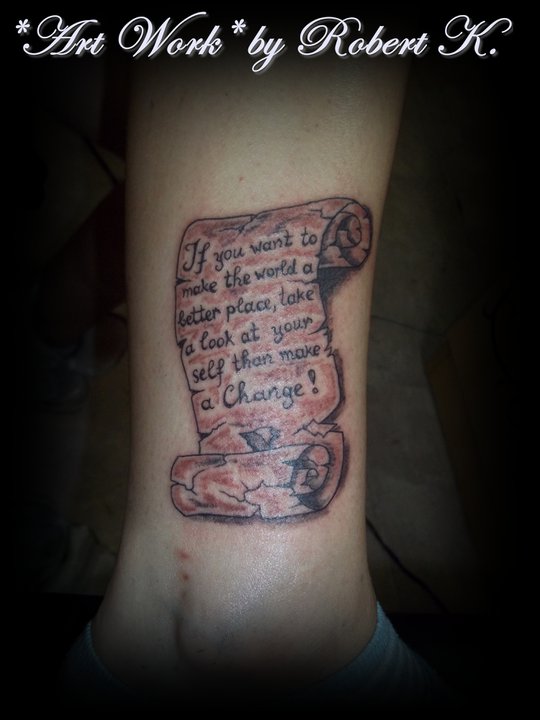 *Art Work* by Robert K.
If you want to
make the world a
better place, take
a look at your
self than make
a Change!